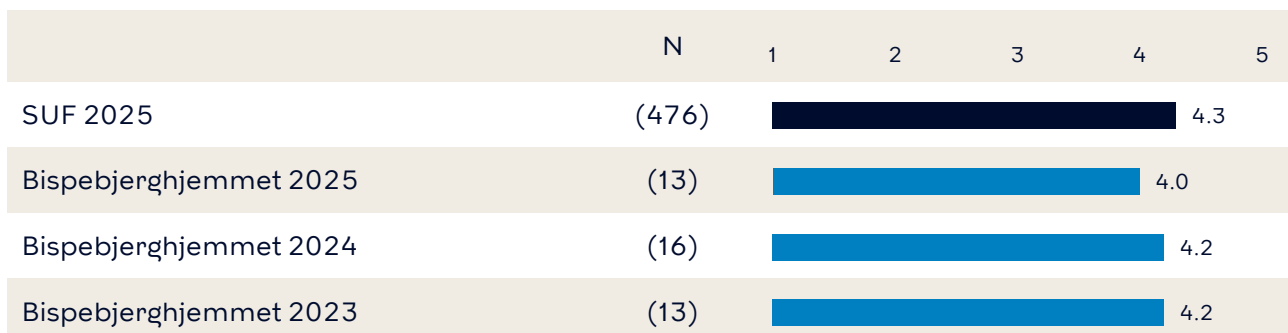 N 1 2 3 4 5
SUF 2025 (476) 4.3
Bispebjerghjemmet 2025 (13) 4.0
Bispebjerghjemmet 2024 (16) 4.2
Bispebjerghjemmet 2023 (13) 4.2